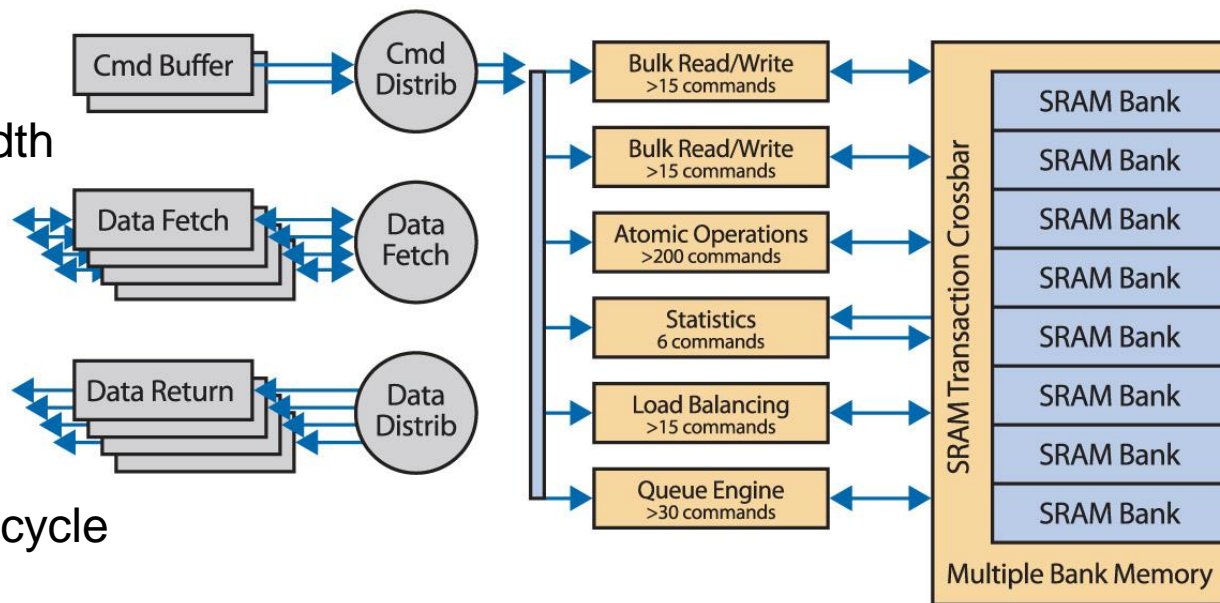 Cmd Buffer
Cmd
Distrib
dth
Data Fetch
Data
Fetch
Data Return
Data
Distrib
cycle
Bulk Read/Write
>15 commands
Bulk Read/Write
>15 commands
Atomic Operations
>200 commands
Statistics
6 commands
Load Balancing
>15 commands
Queue Engine
>30 commands
SRAM Transaction Crossbar
SRAM Bank
SRAM Bank
SRAM Bank
SRAM Bank
SRAM Bank
SRAM Bank
SRAM Bank
SRAM Bank
Multiple Bank Memory